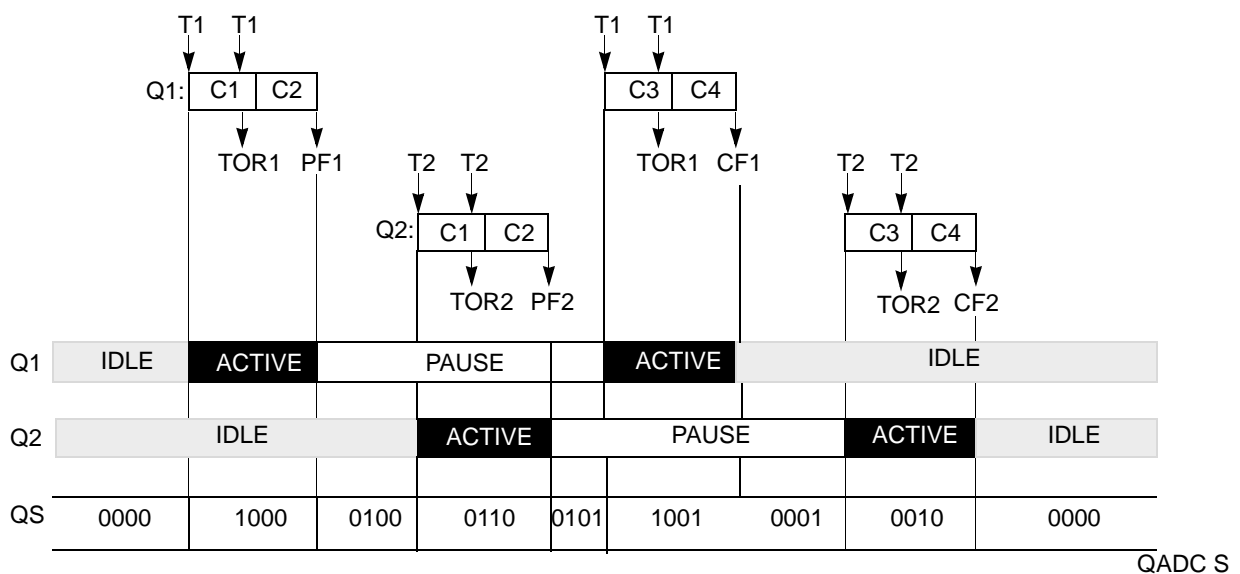 T1 T1 T1 T1
Q1: C1 C2 C3 C4
TOR1 PF1 T2 T2 TOR1 CF1 T2 T2
Q2: C1 C2 C3 C4
TOR2 PF2 TOR2 CF2
Q1 IDLE ACTIVE PAUSE ACTIVE IDLE
Q2 IDLE ACTIVE PAUSE ACTIVE IDLE
QS 0000 1000 0100 0110 0101 1001 0001 0010 0000
QADC S